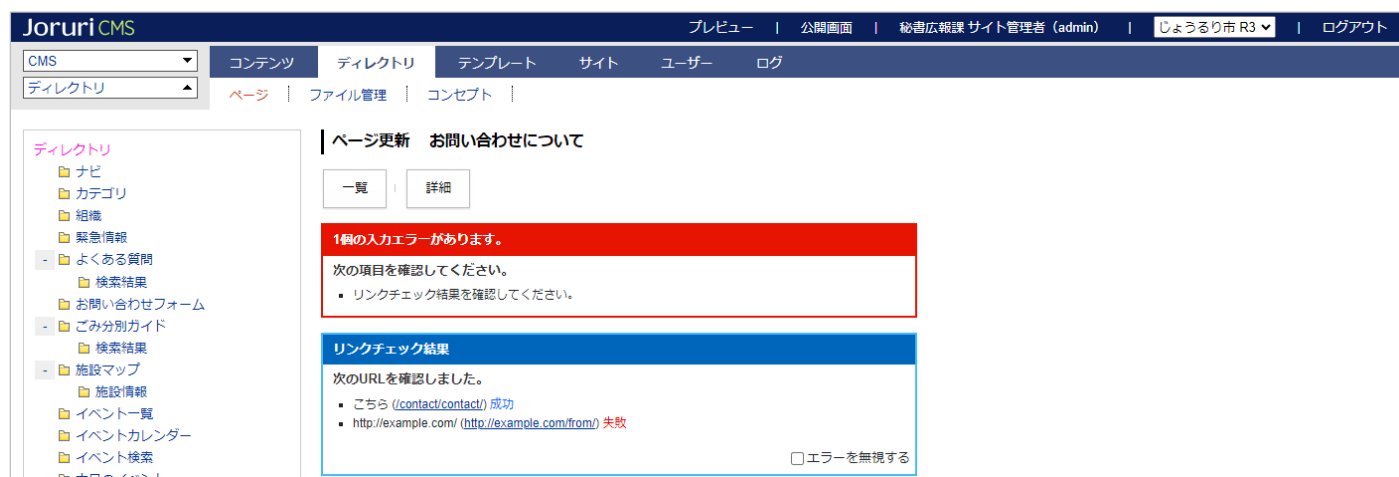 Joruri CMS
プレビュー | 公開画面 | 秘書広報課 サイト管理者（admin） | じょうるり市 R3 | ログアウト
CMS
コンテンツ ディレクトリ テンプレート サイト ユーザー ログ
ディレクトリ
ページ ファイル管理 コンセプト
ディレクトリ
ナビ
カテゴリ
組織
緊急情報
- よくある質問
検索結果
お問い合わせフォーム
- ごみ分別ガイド
検索結果
- 施設マップ
施設情報
イベント一覧
イベントカレンダー
イベント検索
本日のイベント
ページ更新 お問い合わせについて
一覧 詳細
1個の入力エラーがあります。
次の項目を確認してください。
リンクチェック結果を確認してください。
リンクチェック結果
次のURLを確認しました。
こちら (/contact/contact/) 成功
http://example.com/ (http://example.com/from/) 失敗
エラーを無視する